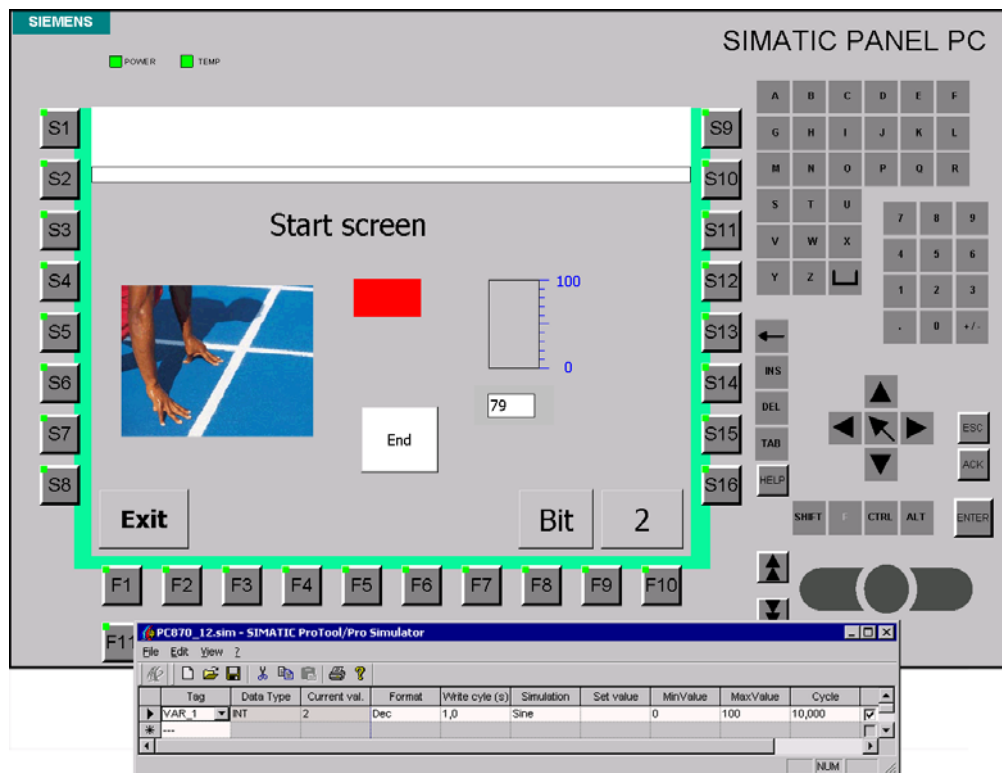 SIEMENS
SIMATIC PANEL PC
POWER TEMP
A B C D E F
S1 S9 G H I J K L
S2 S10 M N O P Q R
S T U
S3 Start screen S11 7 8 9
V W X 4 5 6
S4 100 S12 Y Z
1 2 3
S5 S13 . 0 +/-
0
S6 S14 INS
79 DEL
S7 End S15 TAB ESC
S8 S16 HELP ACK
Exit Bit 2 SHIFT F CTRL ALT ENTER
F1 F2 F3 F4 F5 F6 F7 F8 F9 F10
F11
PC870_12.sim - SIMATIC ProTool/Pro Simulator
File Edit View ?
Tag Data Type Current val. Format Write cyle (s) Simulation Set value MinValue MaxValue Cycle
VAR_1 INT 2 Dec 1,0 Sine 0 100 10,000
* ---
NUM